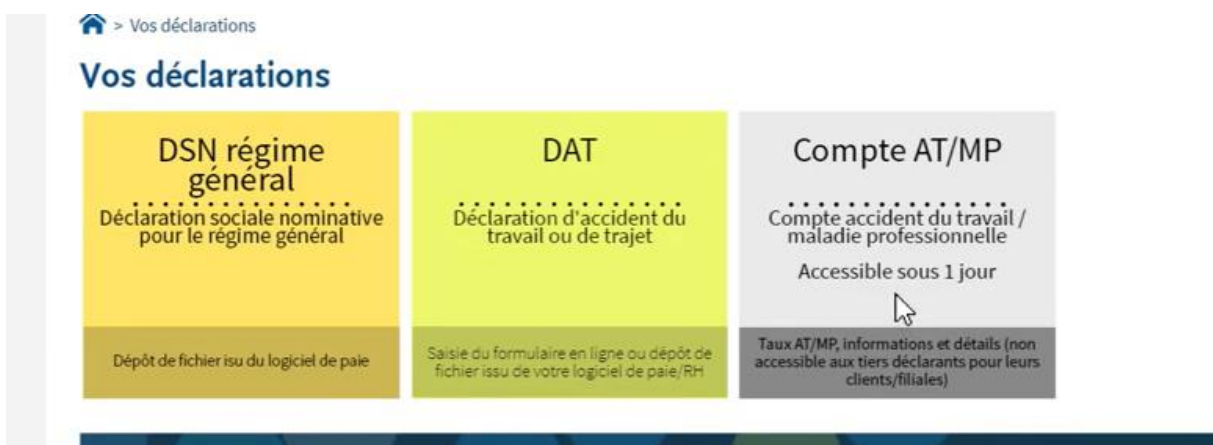 > Vos déclarations
Vos déclarations
DSN régime
général
Déclaration sociale nominative
pour le régime général
Dépôt de fichier isu du logiciel de paie
DAT
Déclaration d'accident du
travail ou de trajet
Saisie du formulaire en ligne ou dépôt de
fichier issu de votre logiciel de paie/RH
Compte AT/MP
Compte accident du travail /
maladie professionnelle
Accessible sous 1 jour
Taux AT/MP, informations et détails (non
accessible aux tiers déclarants pour leurs
clients/filiales)